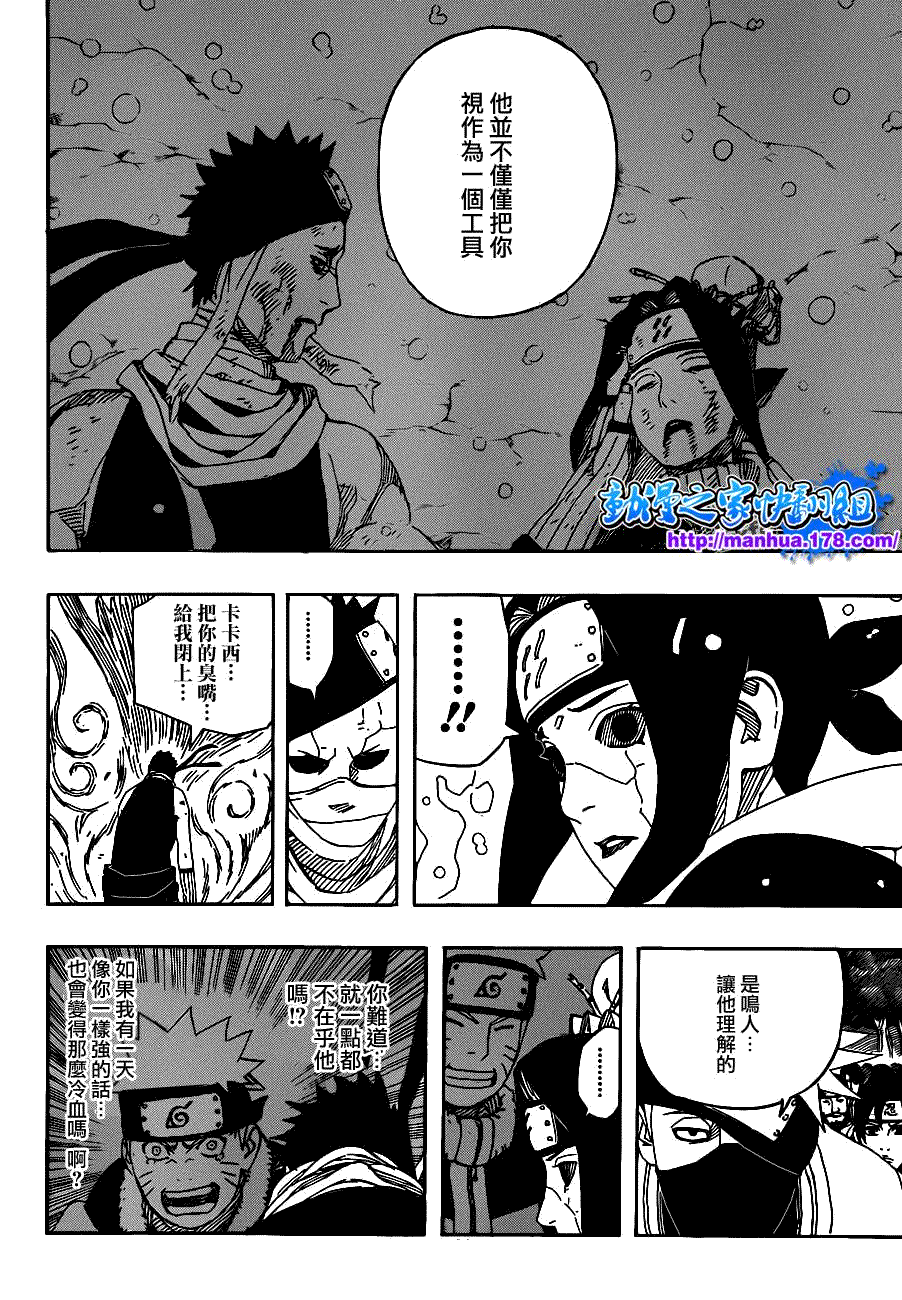 他並不僅僅把你
視作為一個工具
動漫之家快翻組
http://manhua.178.com/
……!!
……
卡卡西…
把你的臭嘴…
給我閉上…
是鳴人…
讓他理解的
忍
……
你難道…
就一點都
不在乎他
嗎!?
如果我有一天
像你一樣強的話…
也會變得那麼冷血嗎 啊?